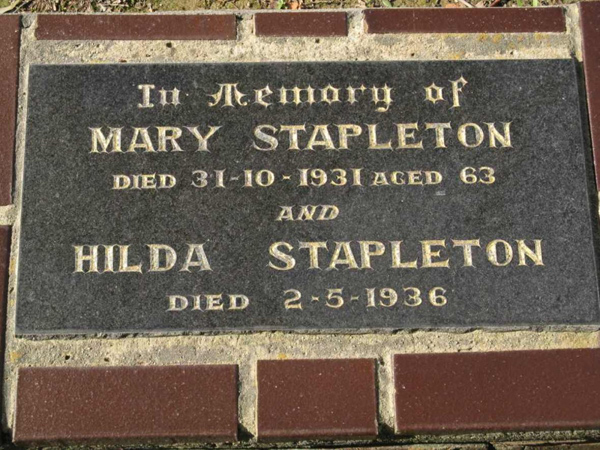 In Memory of
MARY STAPLETON
DIED 31-10-1931 AGED 63
AND
HILDA STAPLETON
DIED 2-5-1936